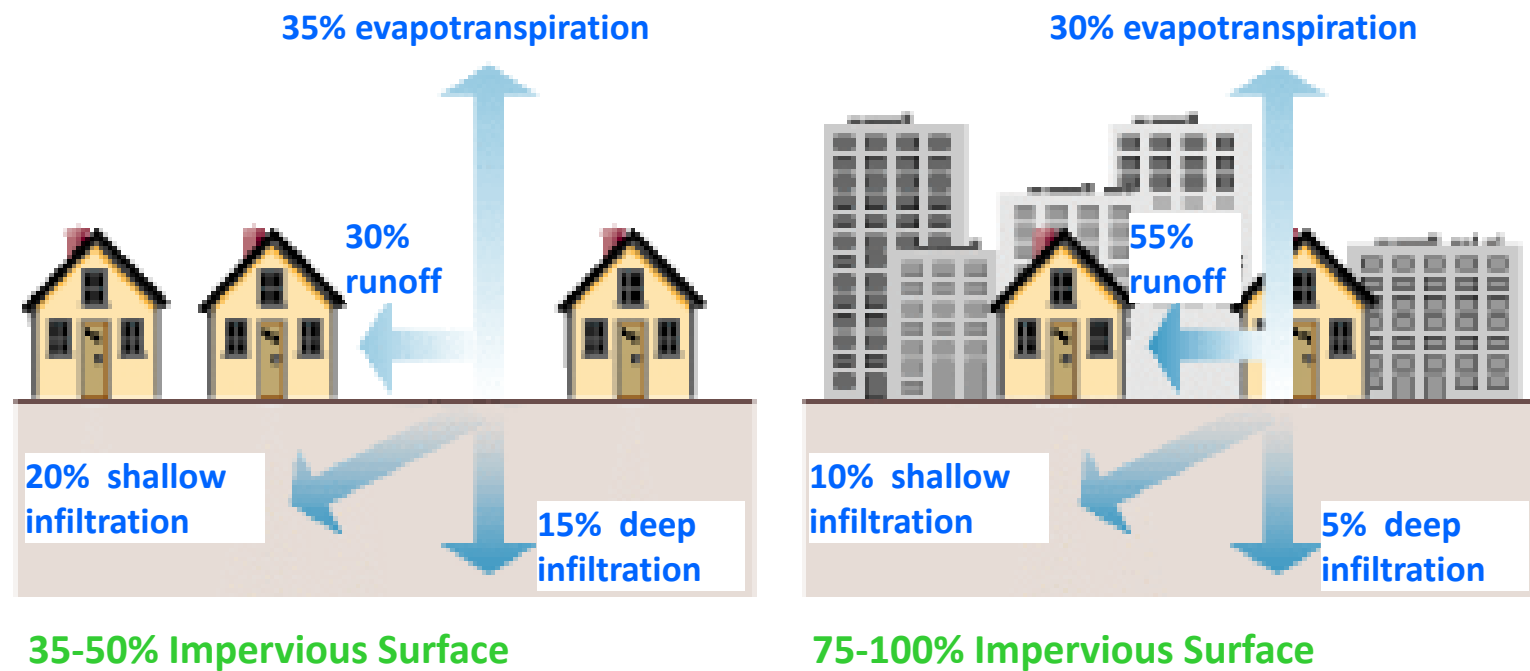 35% evapotranspiration
30%
runoff
20% shallow
infiltration
15% deep
infiltration
35-50% Impervious Surface
30% evapotranspiration
55%
runoff
10% shallow
infiltration
5% deep
infiltration
75-100% Impervious Surface